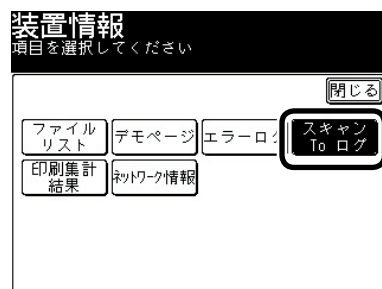 装置情報
項目を選択してください
閉じる
ファイル
リスト
デモページ
エラーロ
スキャン
To ログ
印刷集計
結果
ネットワーク情報